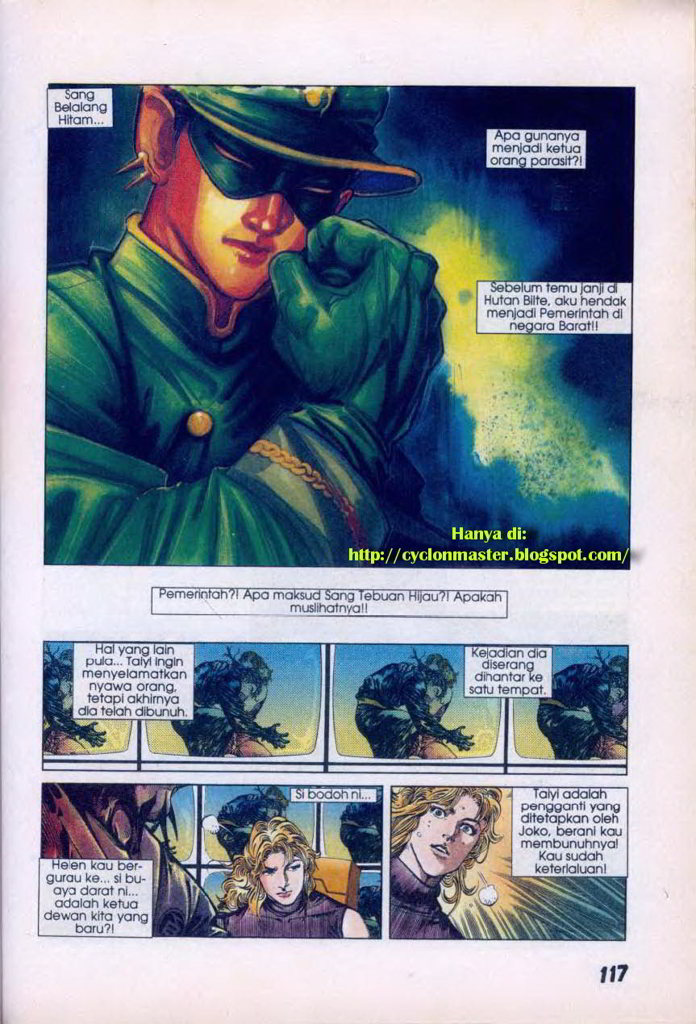 Sang
Belalang
Hitam...
Apa gunanya
menjadi ketua
orang parasit?!
Sebelum temu janji di
Hutan Bilte, aku hendak
menjadi Pemerintah di
negara Barat!!
Hanya di:
http://cyclonmaster.blogspot.com/
Pemerintah?! Apa maksud Sang Tebuan Hijau?! Apakah
muslihatnya!!
Hal yang lain
pula... Taiyi ingin
menyelamatkan
nyawa orang,
tetapi akhirnya
dia telah dibunuh.
Kejadian dia
diserang
dihantar ke
satu tempat.
Helen kau ber-
gurau ke... si bu-
aya darat ni...
adalah ketua
dewan kita yang
baru?!
Si bodoh ni...
Taiyi adalah
pengganti yang
ditetapkan oleh
Joko, berani kau
membunuhnya!
Kau sudah
keterlaluan!
117